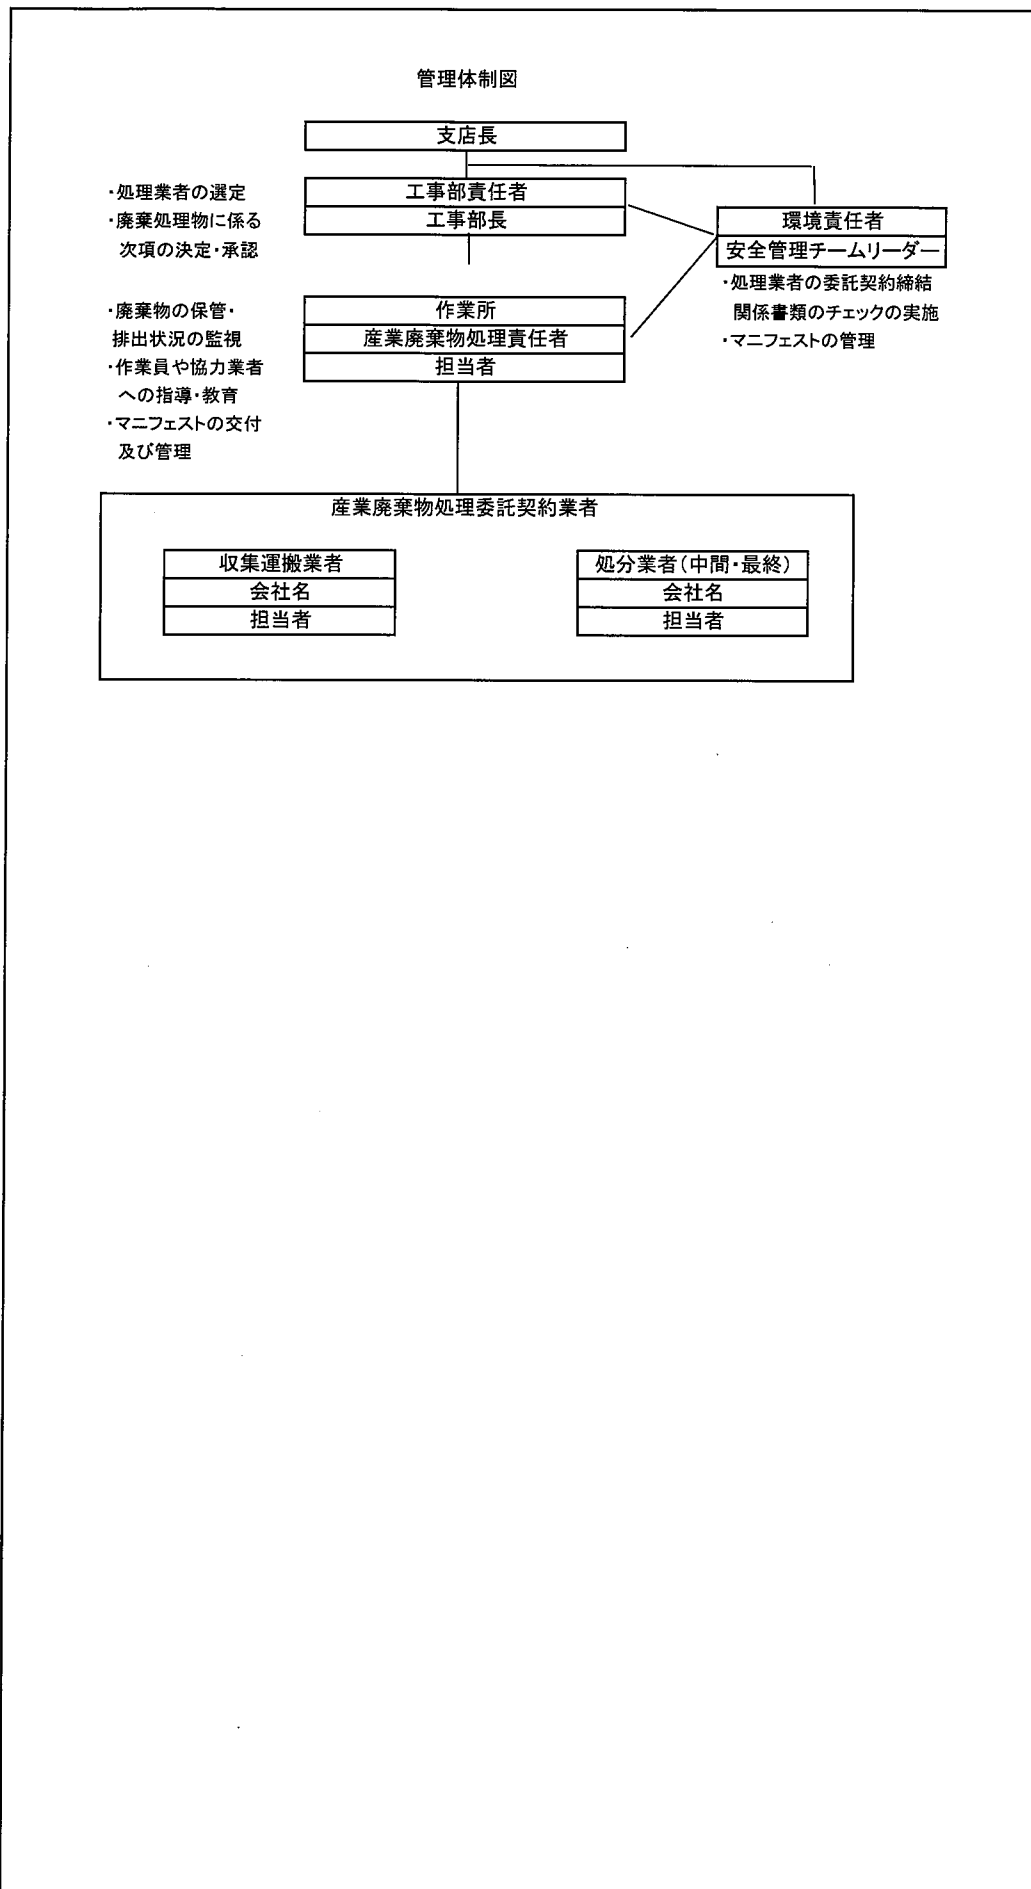 管理体制図
支店長
・処理業者の選定
・廃棄処理物に係る
次項の決定・承認
工事部責任者
工事部長
環境責任者
安全管理チームリーダー
・処理業者の委託契約締結
関係書類のチェックの実施
・マニフェストの管理
・廃棄物の保管・
排出状況の監視
・作業員や協力業者
への指導・教育
・マニフェストの交付
及び管理
作業所
産業廃棄物処理責任者
担当者
産業廃棄物処理委託契約業者
収集運搬業者
会社名
担当者
処分業者（中間・最終）
会社名
担当者